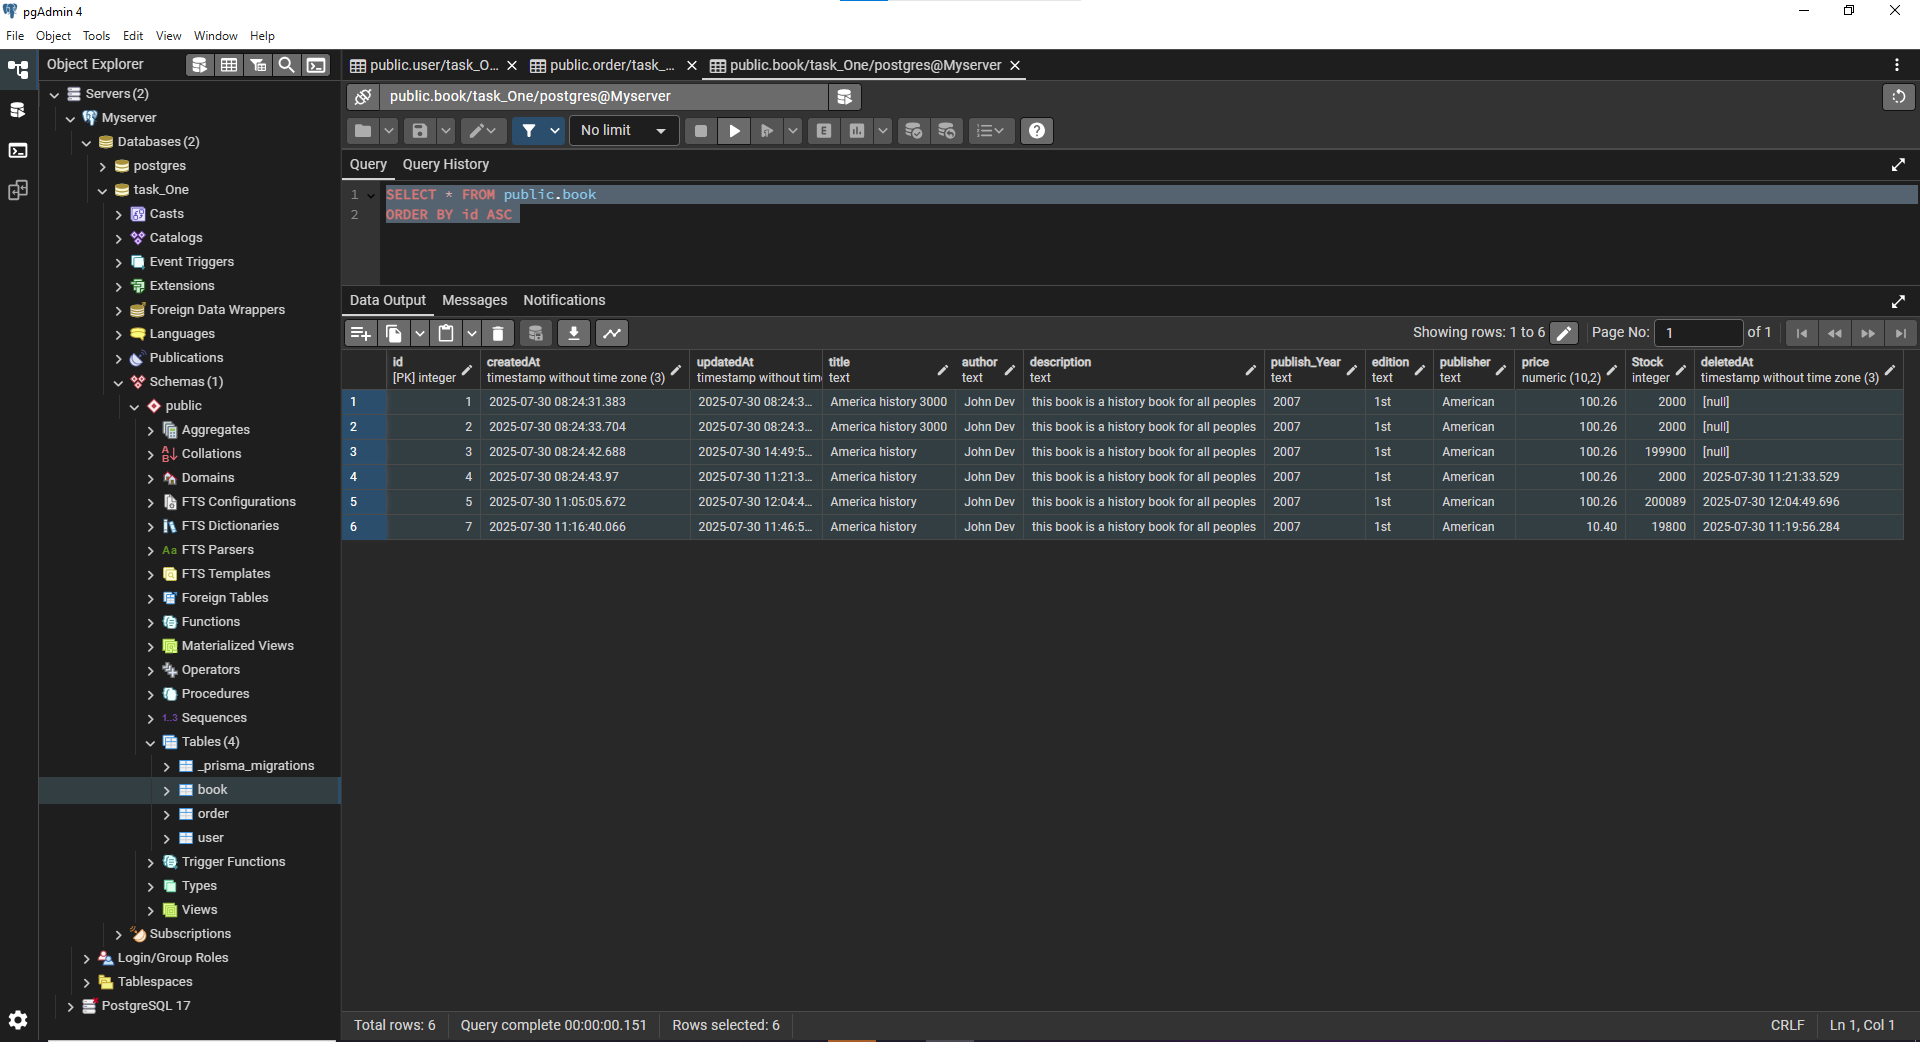 pgAdmin 4
File Object Tools Edit View Window Help
Object Explorer
Servers (2)
Myserver
Databases (2)
postgres
task_One
Casts
Catalogs
Event Triggers
Extensions
Foreign Data Wrappers
Languages
Publications
Schemas (1)
public
Aggregates
Collations
Domains
FTS Configurations
FTS Dictionaries
FTS Parsers
FTS Templates
Foreign Tables
Functions
Materialized Views
Operators
Procedures
Sequences
Tables (4)
_prisma_migrations
book
order
user
Trigger Functions
Types
Views
Subscriptions
Login/Group Roles
Tablespaces
PostgreSQL 17
public.user/task_O... public.order/task_... public.book/task_One/postgres@Myserver
public.book/task_One/postgres@Myserver
No limit
Query Query History
1 SELECT * FROM public.book
2 ORDER BY id ASC
Data Output Messages Notifications
Showing rows: 1 to 6 Page No: 1 of 1
id createdAt updatedAt title author description publish_Year edition publisher price Stock deletedAt
[PK] integer timestamp without time zone (3) timestamp without tim text text text text text text numeric (10,2) integer timestamp without time zone (3)
1 1 2025-07-30 08:24:31.383 2025-07-30 08:24:3... America history 3000 John Dev this book is a history book for all peoples 2007 1st American 100.26 2000 [null]
2 2 2025-07-30 08:24:33.704 2025-07-30 08:24:3... America history 3000 John Dev this book is a history book for all peoples 2007 1st American 100.26 2000 [null]
3 3 2025-07-30 08:24:42.688 2025-07-30 14:49:5... America history John Dev this book is a history book for all peoples 2007 1st American 100.26 199900 [null]
4 4 2025-07-30 08:24:43.97 2025-07-30 11:21:3... America history John Dev this book is a history book for all peoples 2007 1st American 100.26 2000 2025-07-30 11:21:33.529
5 5 2025-07-30 11:05:05.672 2025-07-30 12:04:4... America history John Dev this book is a history book for all peoples 2007 1st American 100.26 200089 2025-07-30 12:04:49.696
6 7 2025-07-30 11:16:40.066 2025-07-30 11:46:5... America history John Dev this book is a history book for all peoples 2007 1st American 10.40 19800 2025-07-30 11:19:56.284
Total rows: 6 Query complete 00:00:00.151 Rows selected: 6 CRLF Ln 1, Col 1